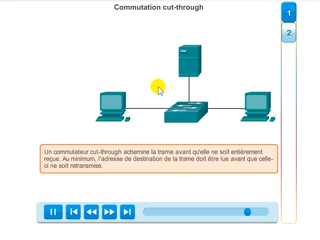 Commutation cut-through
1
2
Un commutateur cut-through achemine la trame avant qu'elle ne soit entièrement
reçue. Au minimum, l'adresse de destination de la trame doit être lue avant que celle-
ci ne soit retransmise.